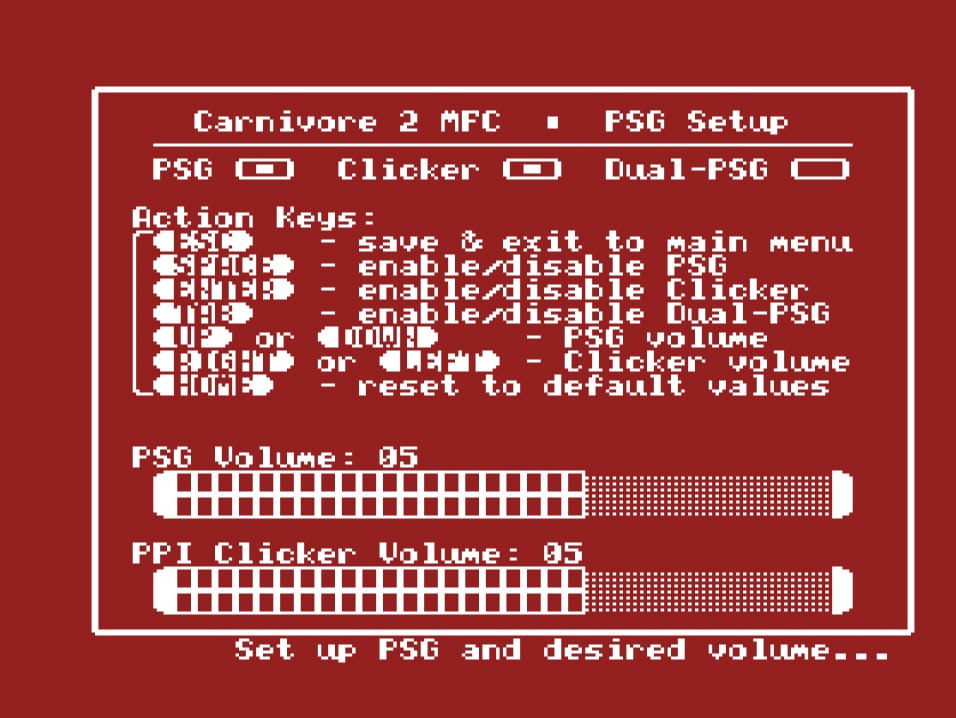 Carnivore 2 MFC ▪ PSG Setup
PSG Clicker Dual-PSG
Action Keys:
ESC - save & exit to main menu
SPACE - enable/disable PSG
ENTER - enable/disable Clicker
TAB - enable/disable Dual-PSG
UP or DOWN - PSG volume
RIGHT or LEFT - Clicker volume
HOME - reset to default values
PSG Volume: 05
PPI Clicker Volume: 05
Set up PSG and desired volume...